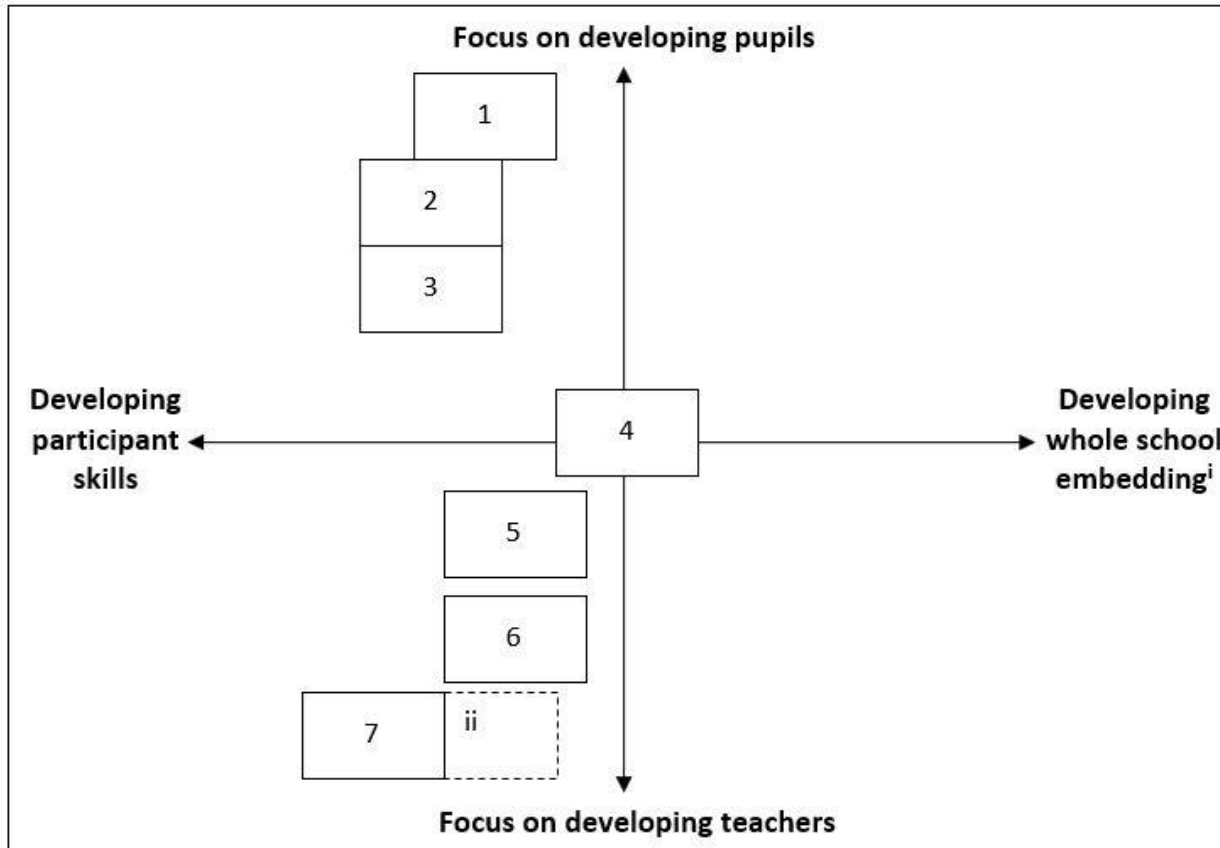 Focus on developing pupils
1
2
3
Developing
participant
skills
4
Developing
whole school
embeddingⁱ
5
6
7
ii
Focus on developing teachers